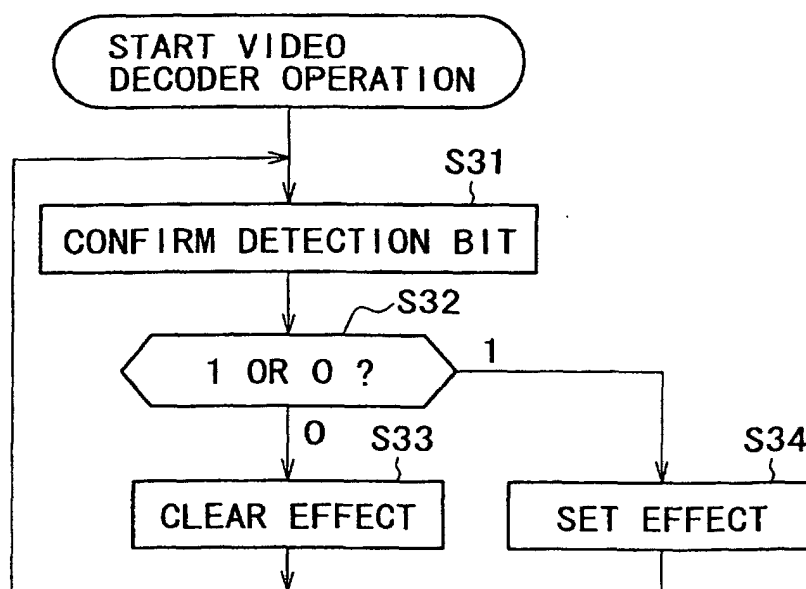 START VIDEO
DECODER OPERATION
S31
CONFIRM DETECTION BIT
S32
1 OR 0 ?
1
0
S33
S34
CLEAR EFFECT
SET EFFECT